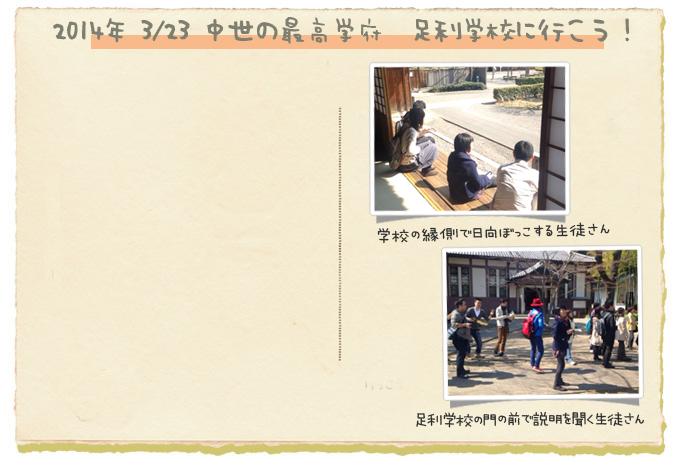 2014年 3/23 中世の最高学府 足利学校に行こう！
学校の縁側で日向ぼっこする生徒さん
足利学校の門の前で説明を聞く生徒さん